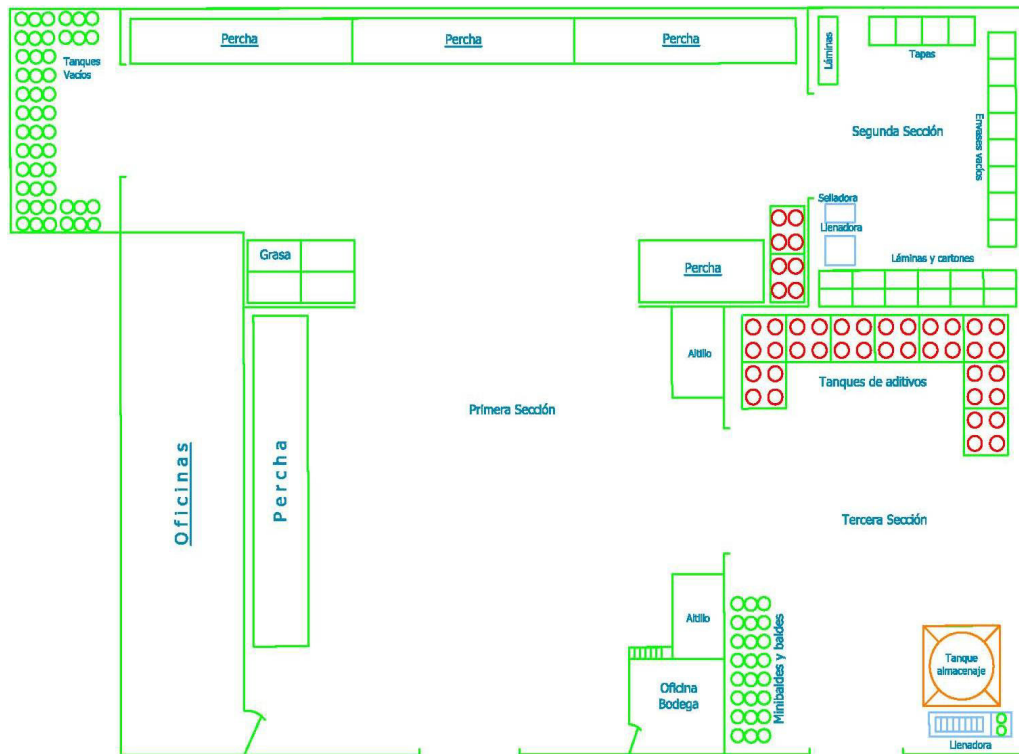 Percha
Percha
Percha
Láminas
Tapas
Tanques
Vacíos
Envases vacíos
Segunda Sección
Selladora
Llenadora
Grasa
Percha
Láminas y cartones
Altillo
Tanques de aditivos
Primera Sección
Oficinas
Percha
Tercera Sección
Altillo
Minibaldes y baldes
Oficina
Bodega
Tanque
almacenaje
Llenadora